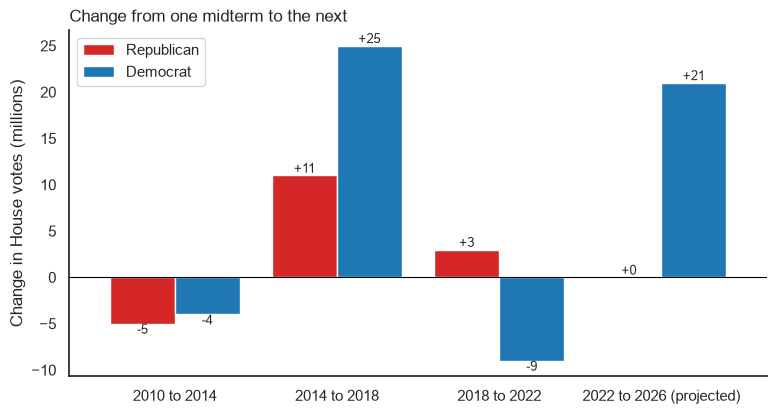 Change from one midterm to the next
Republican
Democrat
Change in House votes (millions)
25
20
15
10
5
0
−5
−10
-5
-4
+11
+25
+3
-9
+0
+21
2010 to 2014
2014 to 2018
2018 to 2022
2022 to 2026 (projected)